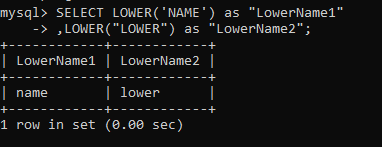 mysql> SELECT LOWER('NAME') as "LowerName1"
    -> ,LOWER("LOWER") as "LowerName2";
+------------+------------+
| LowerName1 | LowerName2 |
+------------+------------+
| name       | lower      |
+------------+------------+
1 row in set (0.00 sec)